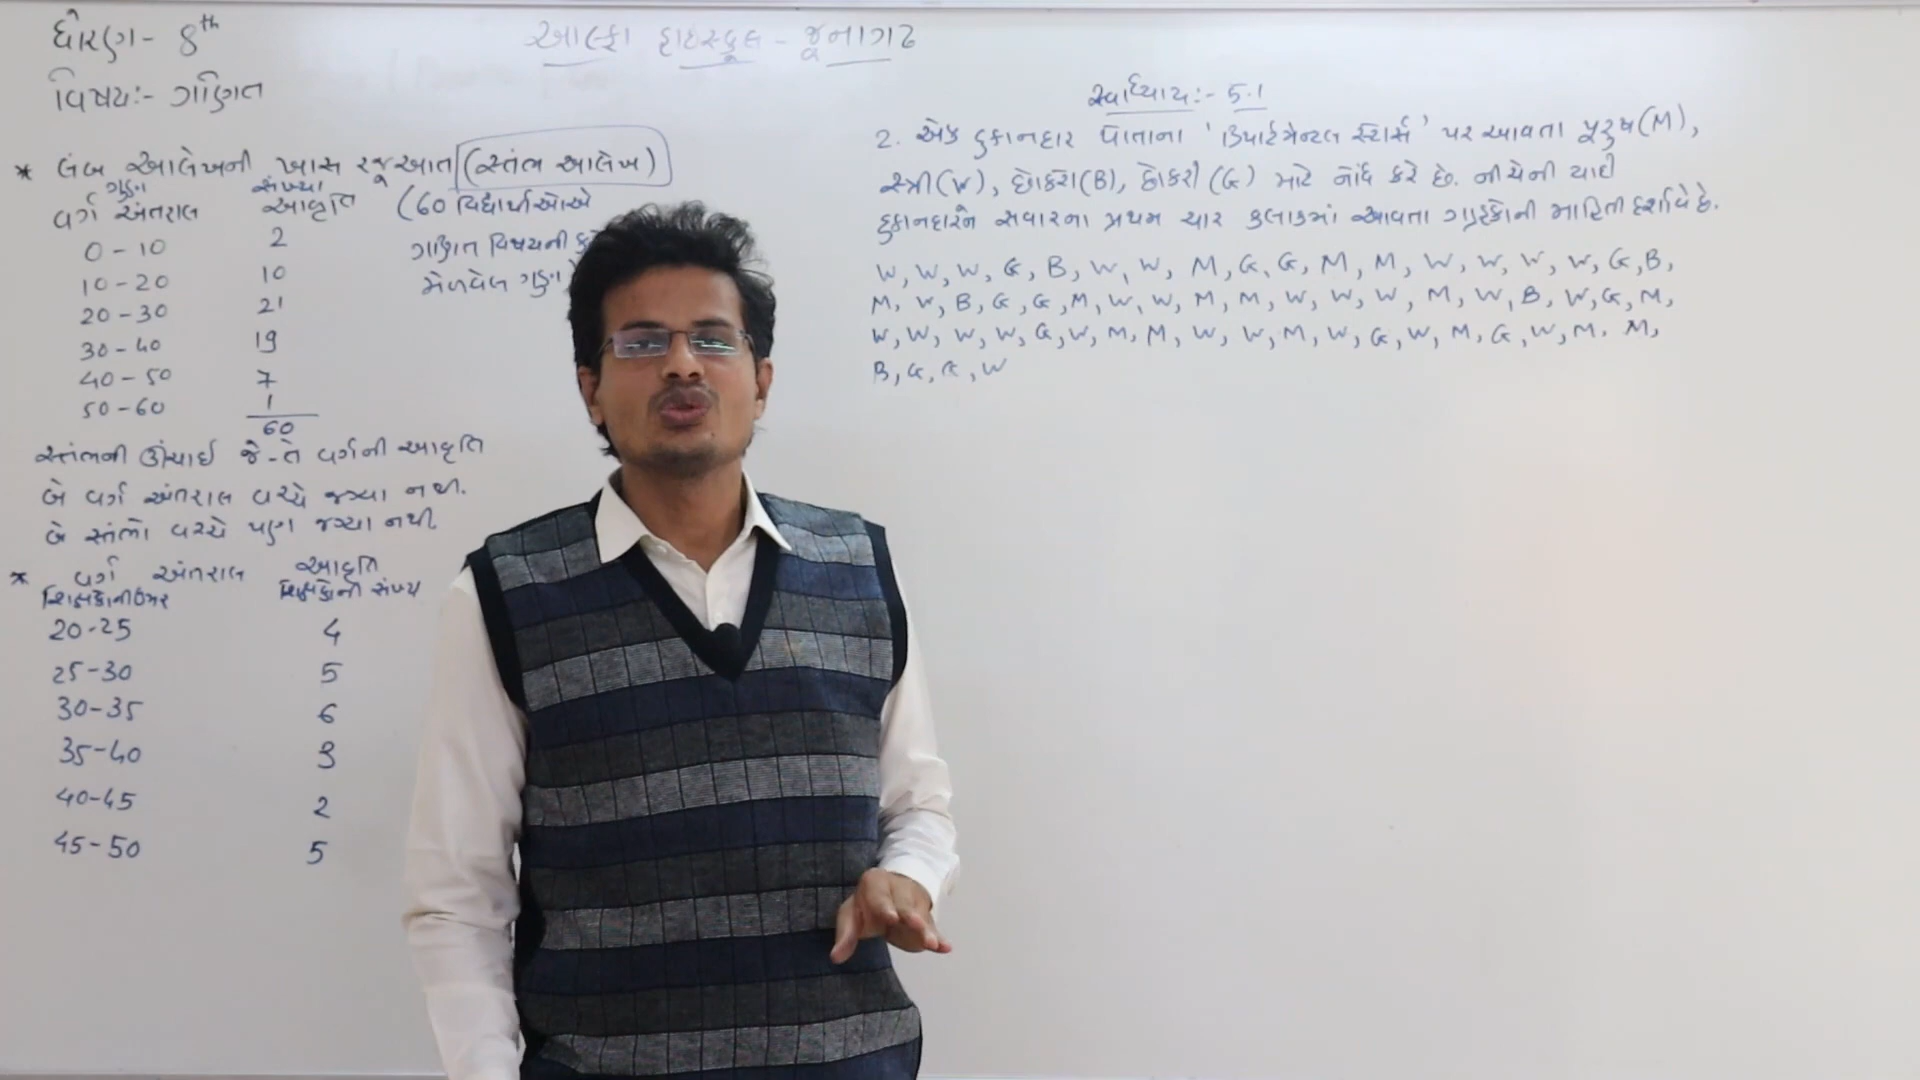 ધોરણ- 8th
વિષય:- ગણિત
આલ્ફા હાઇસ્કૂલ - જૂનાગઢ
* લંબ આલેખની ખાસ રજૂઆત (સ્તંભ આલેખ)
ગુણ સંખ્યા
વર્ગ અંતરાલ આવૃતિ (60 વિદ્યાર્થીઓએ
0-10 2 ગણિત વિષયની
10-20 10 મેળવેલ ગુણ
20-30 21
30-40 19
40-50 7
50-60 1
60
સ્તંભની ઊંચાઇ જે-તે વર્ગની આવૃતિ
બે વર્ગ અંતરાલ વચ્ચે જગ્યા નથી.
બે સ્તંભો વચ્ચે પણ જગ્યા નથી
* વર્ગ અંતરાલ આવૃતિ
શિક્ષકોની ઉંમર શિક્ષકોની સંખ્યા
20-25 4
25-30 5
30-35 6
35-40 3
40-45 2
45-50 5
સ્વાધ્યાય:- 5.1
2. એક દુકાનદાર પોતાના 'ડિપાર્ટમેન્ટલ સ્ટોર્સ' પર આવતા પુરુષ(M),
સ્ત્રી(W), છોકરો(B), છોકરી(G) માટે નોંધ કરે છે. નીચેની યાદી
દુકાનદારને સવારના પ્રથમ ચાર કલાકમાં આવતા ગ્રાહકોની માહિતી દર્શાવે છે.
W, W, W, G, B, W, W, M, G, G, M, M, W, W, W, W, G, B,
M, W, B, G, G, M, W, W, M, M, W, W, W, M, W, B, W, G, M,
W, W, W, W, G, W, M, M, W, W, M, W, G, W, M, G, W, M, M,
B, G, G, W